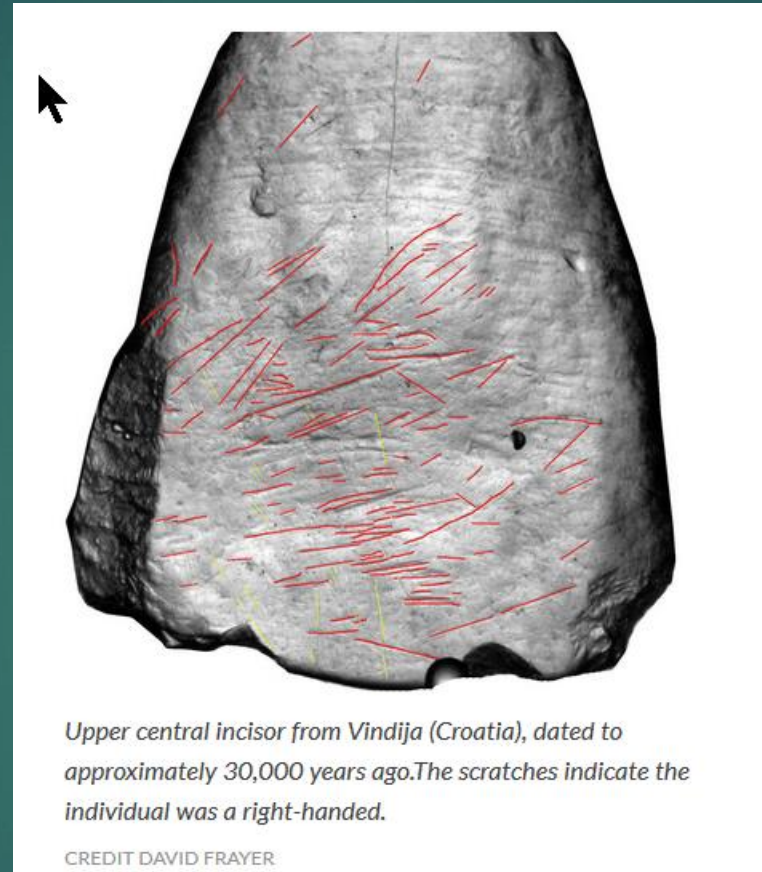 Upper central incisor from Vindija (Croatia), dated to
approximately 30,000 years ago.The scratches indicate the
individual was a right-handed.
CREDIT DAVID FRAYER